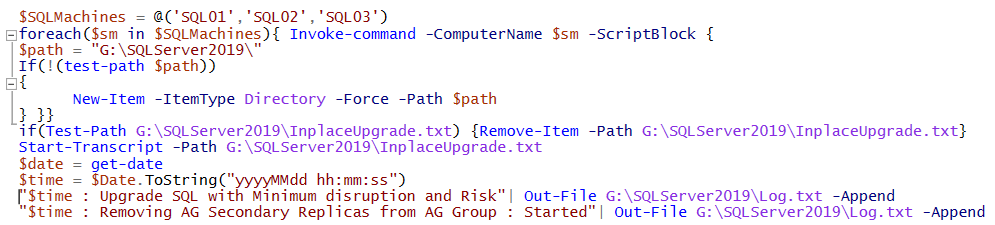 $SQLMachines = @('SQL01','SQL02','SQL03')
foreach($sm in $SQLMachines){ Invoke-command -ComputerName $sm -ScriptBlock {
$path = "G:\SQLServer2019\"
If(!(test-path $path))
{
New-Item -ItemType Directory -Force -Path $path
} }}
if(Test-Path G:\SQLServer2019\InplaceUpgrade.txt) {Remove-Item -Path G:\SQLServer2019\InplaceUpgrade.txt}
Start-Transcript -Path G:\SQLServer2019\InplaceUpgrade.txt
$date = get-date
$time = $Date.ToString("yyyyMMdd hh:mm:ss")
"$time : Upgrade SQL with Minimum disruption and Risk"| Out-File G:\SQLServer2019\Log.txt -Append
"$time : Removing AG Secondary Replicas from AG Group : Started"| Out-File G:\SQLServer2019\Log.txt -Append